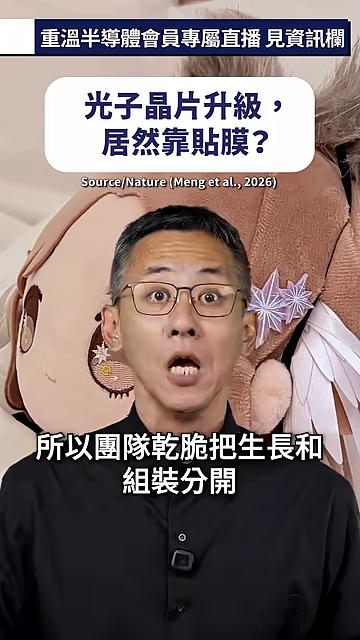 重溫半導體會員專屬直播 見資訊欄
光子晶片升級，
居然靠貼膜？
Source/Nature (Meng et al., 2026)
所以團隊乾脆把生長和
組裝分開